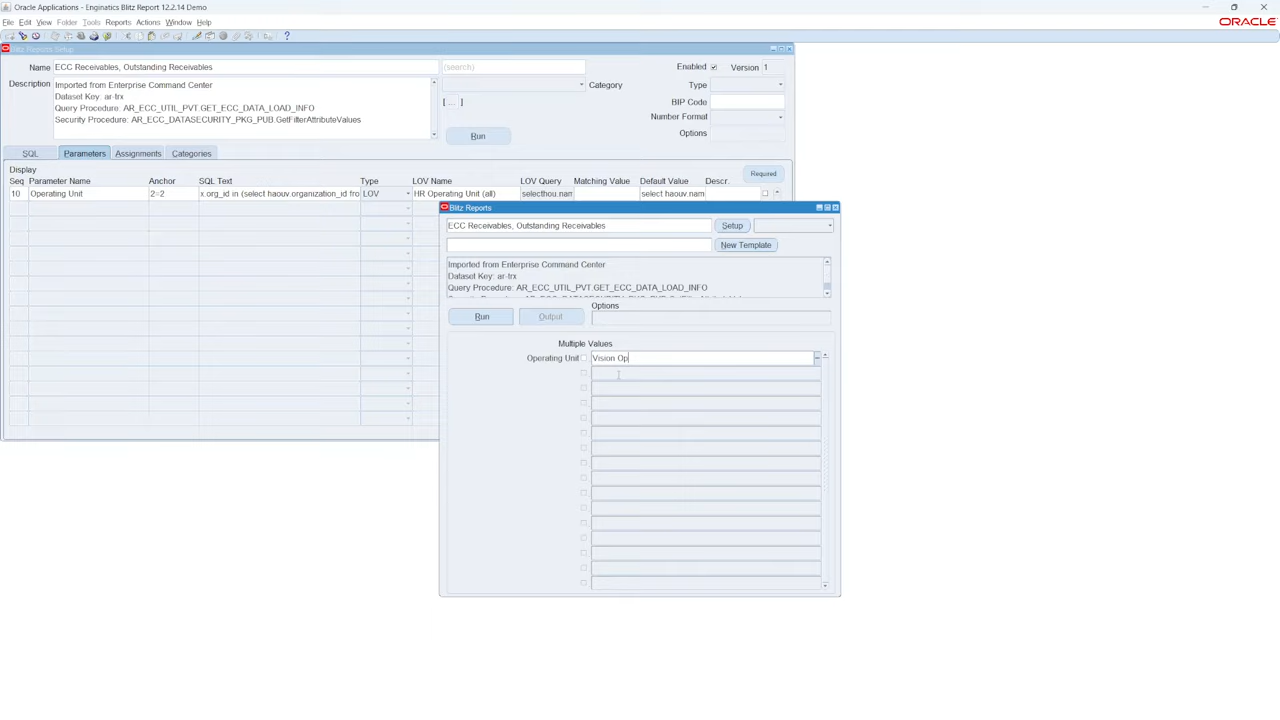 Oracle Applications - Enginatics Blitz Report 12.2.14 Demo
File Edit View Folder Tools Reports Actions Window Help
ORACLE
Blitz Reports Setup
Name ECC Receivables, Outstanding Receivables (search) Enabled Version 1
Description Imported from Enterprise Command Center Category Type
Dataset Key: ar-trx [ ... ] BIP Code
Query Procedure: AR_ECC_UTIL_PVT.GET_ECC_DATA_LOAD_INFO Number Format
Security Procedure: AR_ECC_DATASECURITY_PKG_PUB.GetFilterAttributeValues Options
Run
SQL Parameters Assignments Categories
Display Required
Seq Parameter Name Anchor SQL Text Type LOV Name LOV Query Matching Value Default Value Descr.
10 Operating Unit 2=2 x.org_id in (select haouv.organization_id fro LOV HR Operating Unit (all) selecthou.nam select haouv.nam
Blitz Reports
ECC Receivables, Outstanding Receivables Setup
New Template
Imported from Enterprise Command Center
Dataset Key: ar-trx
Query Procedure: AR_ECC_UTIL_PVT.GET_ECC_DATA_LOAD_INFO
Run Output Options
Multiple Values
Operating Unit Vision Op